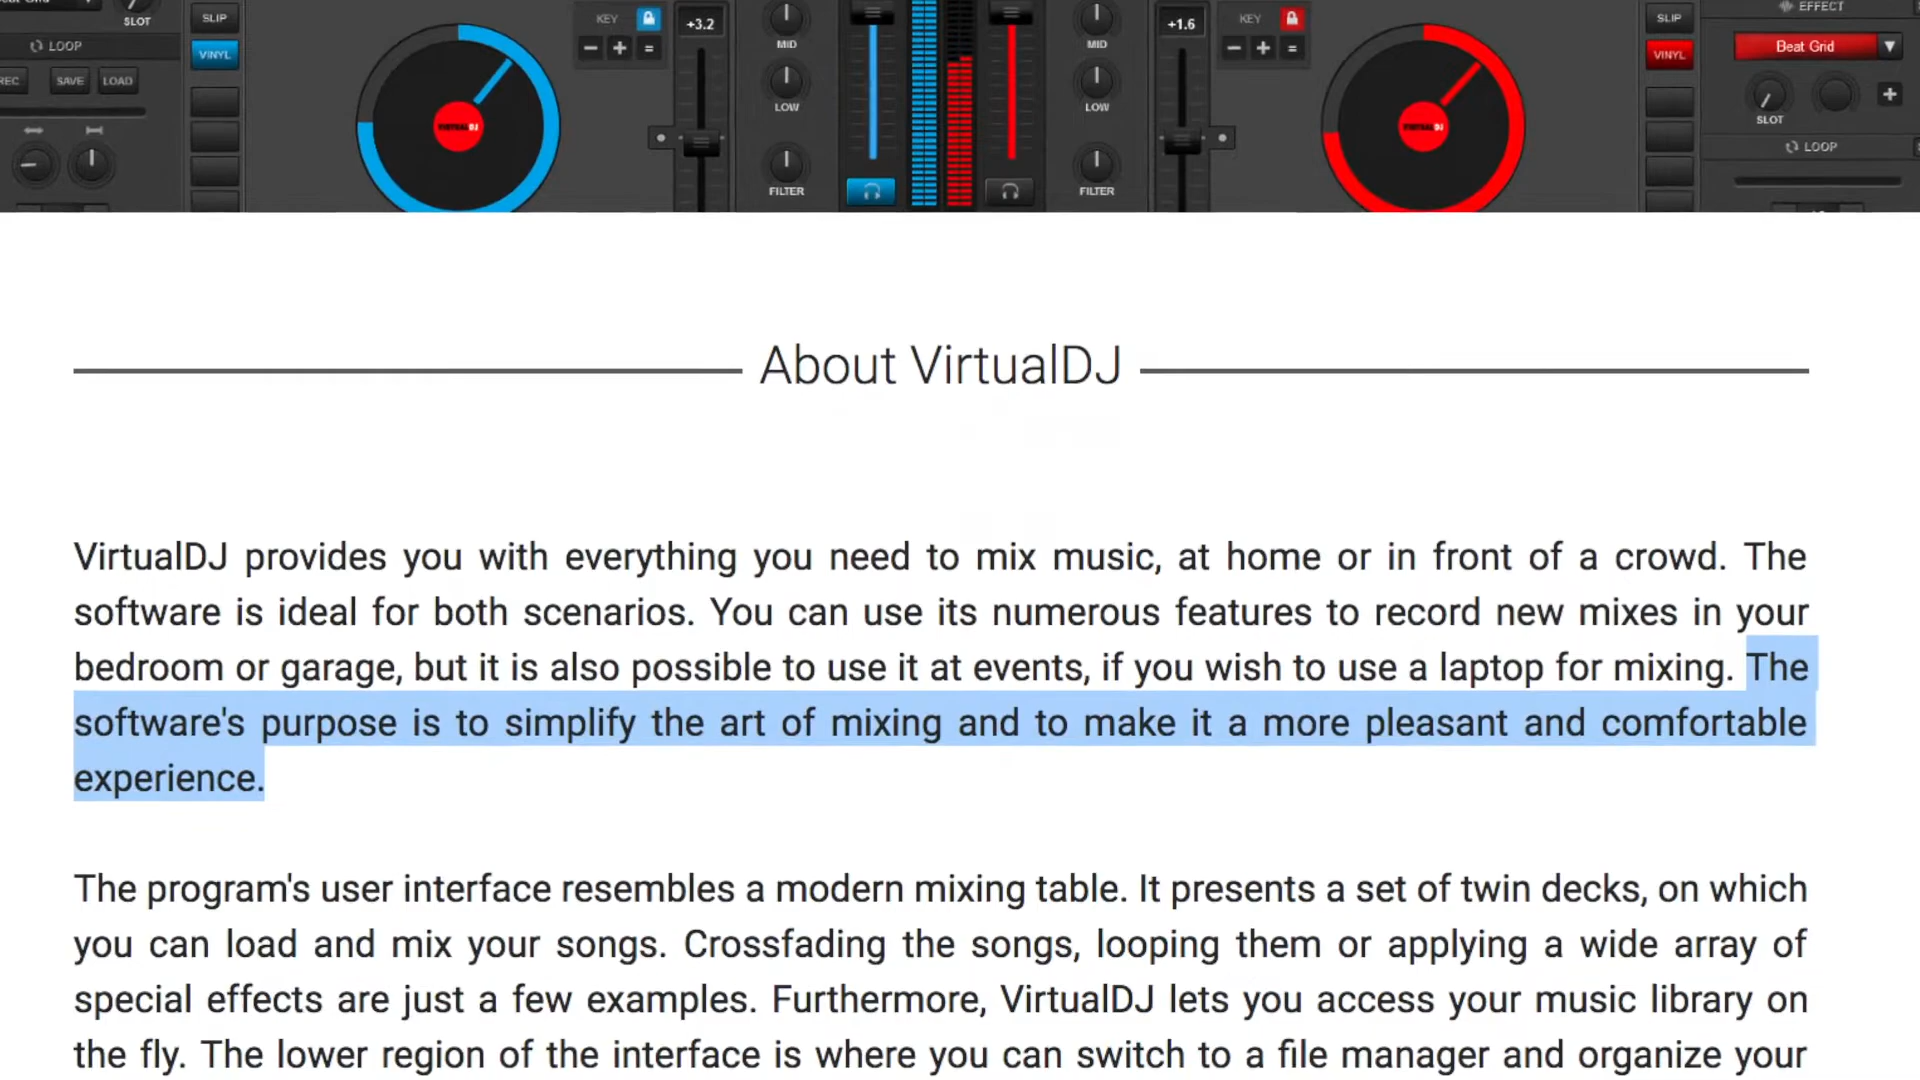 SLOT
SLIP
KEY
+3.2
MID
MID
+1.6
KEY
SLIP
EFFECT
LOOP
VINYL
VINYL
Beat Grid
REC
SAVE
LOAD
LOW
LOW
SLOT
VIRTUALDJ
VIRTUALDJ
LOOP
FILTER
FILTER
About VirtualDJ
VirtualDJ provides you with everything you need to mix music, at home or in front of a crowd. The
software is ideal for both scenarios. You can use its numerous features to record new mixes in your
bedroom or garage, but it is also possible to use it at events, if you wish to use a laptop for mixing. The
software's purpose is to simplify the art of mixing and to make it a more pleasant and comfortable
experience.
The program's user interface resembles a modern mixing table. It presents a set of twin decks, on which
you can load and mix your songs. Crossfading the songs, looping them or applying a wide array of
special effects are just a few examples. Furthermore, VirtualDJ lets you access your music library on
the fly. The lower region of the interface is where you can switch to a file manager and organize your